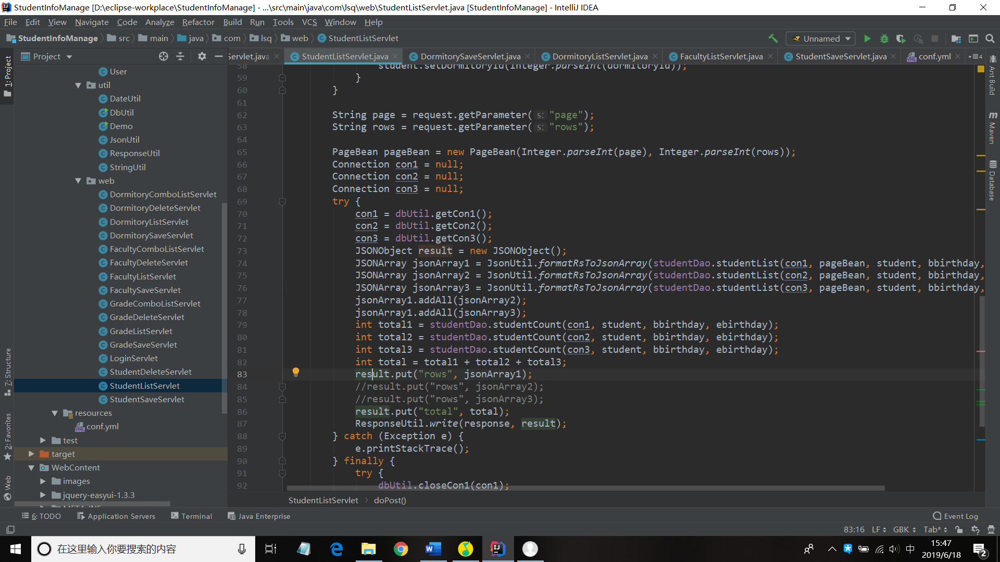 StudentInfoManage [D:\eclipse-workplace\StudentInfoManage] - ...\src\main\java\com\lsq\web\StudentListServlet.java [StudentInfoManage] - IntelliJ IDEA
File Edit View Navigate Code Analyze Refactor Build Run Tools VCS Window Help
StudentInfoManage src main java com lsq web StudentListServlet
Unnamed
Project
Servlet.java StudentListServlet.java DormitorySaveServlet.java DormitoryListServlet.java FacultyListServlet.java StudentSaveServlet.java conf.yml 4
1: Project
Z: Structure
2: Favorites
Web
User
util
DateUtil
DbUtil
Demo
JsonUtil
ResponseUtil
StringUtil
web
DormitoryComboListServlet
DormitoryDeleteServlet
DormitoryListServlet
DormitorySaveServlet
FacultyComboListServlet
FacultyDeleteServlet
FacultyListServlet
FacultySaveServlet
GradeComboListServlet
GradeDeleteServlet
GradeListServlet
GradeSaveServlet
LoginServlet
StudentDeleteServlet
StudentListServlet
StudentSaveServlet
resources
conf.yml
test
target
WebContent
images
jquery-easyui-1.3.3
META-INF
58 student.setDormitoryId(Integer.parseInt(dormitoryId));
59 }
60 }
61
62 String page = request.getParameter( s: "page");
63 String rows = request.getParameter( s: "rows");
64
65 PageBean pageBean = new PageBean(Integer.parseInt(page), Integer.parseInt(rows));
66 Connection con1 = null;
67 Connection con2 = null;
68 Connection con3 = null;
69 try {
70 con1 = dbUtil.getCon1();
71 con2 = dbUtil.getCon2();
72 con3 = dbUtil.getCon3();
73 JSONObject result = new JSONObject();
74 JSONArray jsonArray1 = JsonUtil.formatRsToJsonArray(studentDao.studentList(con1, pageBean, student, bbirthday,
75 JSONArray jsonArray2 = JsonUtil.formatRsToJsonArray(studentDao.studentList(con2, pageBean, student, bbirthday,
76 JSONArray jsonArray3 = JsonUtil.formatRsToJsonArray(studentDao.studentList(con3, pageBean, student, bbirthday,
77 jsonArray1.addAll(jsonArray2);
78 jsonArray1.addAll(jsonArray3);
79 int total1 = studentDao.studentCount(con1, student, bbirthday, ebirthday);
80 int total2 = studentDao.studentCount(con2, student, bbirthday, ebirthday);
81 int total3 = studentDao.studentCount(con3, student, bbirthday, ebirthday);
82 int total = total1 + total2 + total3;
83 result.put("rows", jsonArray1);
84 //result.put("rows", jsonArray2);
85 //result.put("rows", jsonArray3);
86 result.put("total", total);
87 ResponseUtil.write(response, result);
88 } catch (Exception e) {
89 e.printStackTrace();
90 } finally {
91 try {
92 dbUtil.closeCon1(con1);
Ant Build
Maven
Database
StudentListServlet doPost()
6: TODO Application Servers Terminal Java Enterprise Event Log
83:16 LF GBK Tab*
在这里输入你要搜索的内容
中
15:47
2019/6/18
2